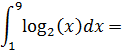 ∫₁⁹ log₂(x)dx =